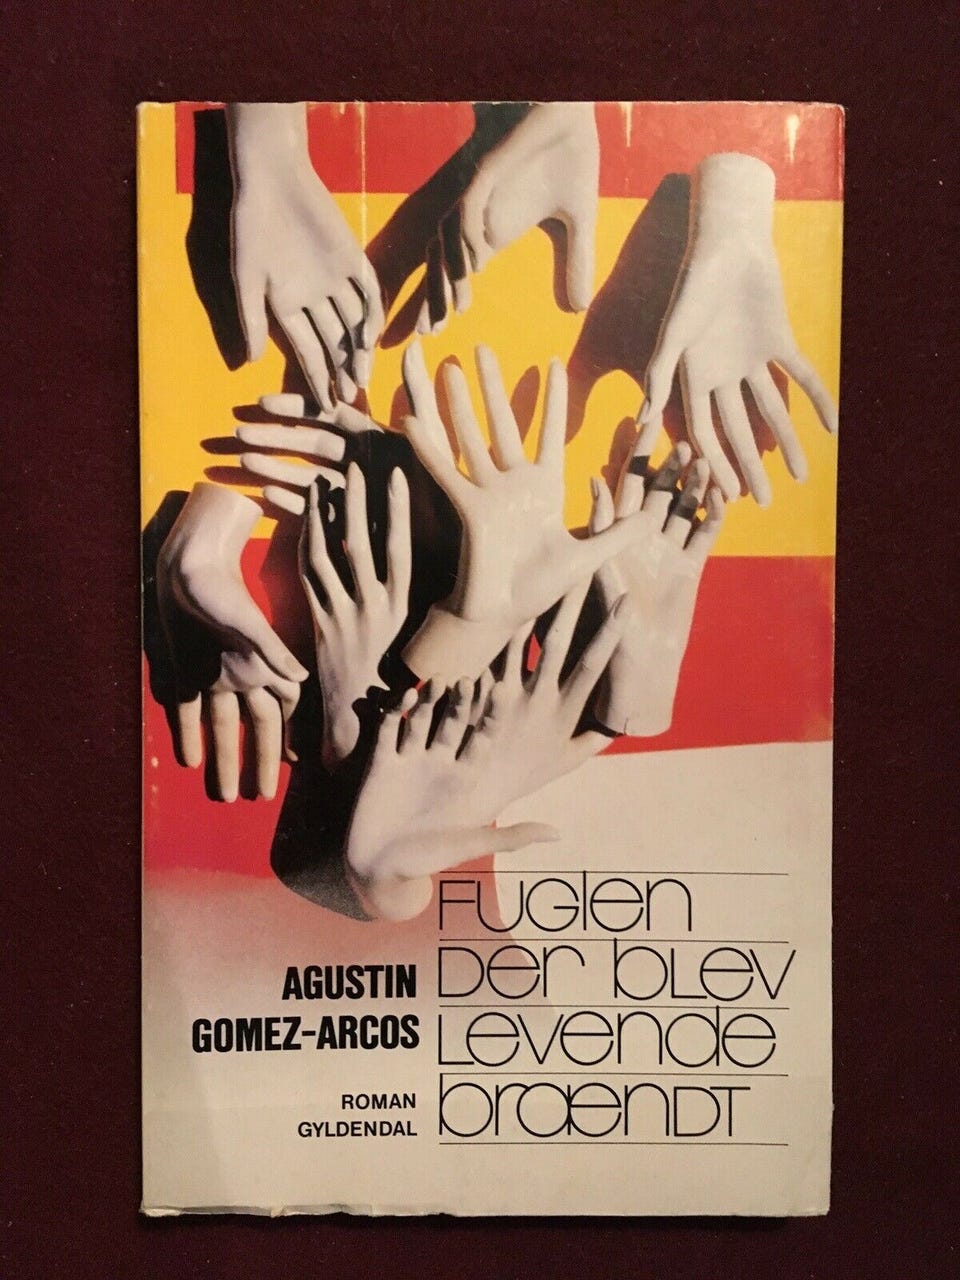 FUGLEN
DER BLEV
LEVENDE
brændt
AGUSTIN
GOMEZ-ARCOS
ROMAN
GYLDENDAL